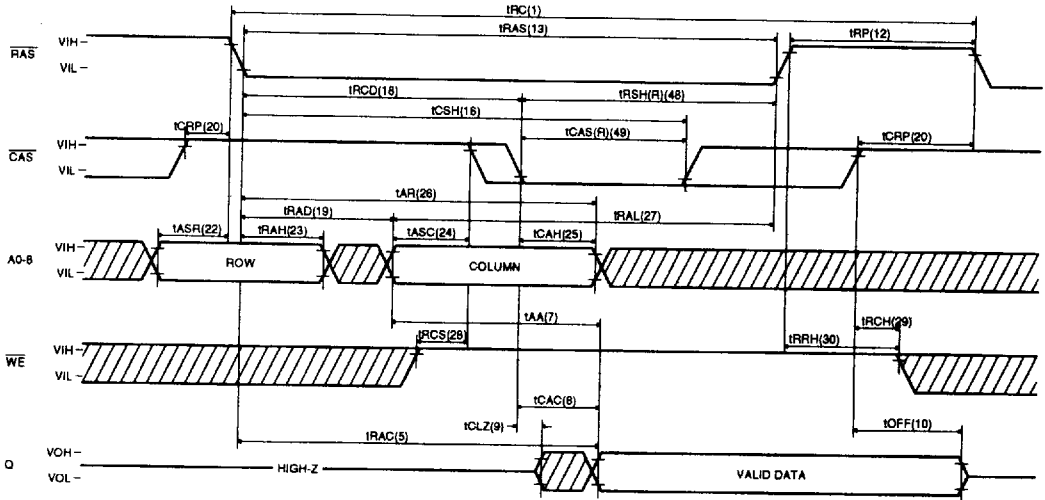 tRC(1)
tRAS(13)
tRP(12)
RAS
VIH
VIL
tRCD(18)
tRSH(R)(48)
tCSH(16)
tCRP(20)
tCAS(R)(49)
tCRP(20)
CAS
VIH
VIL
tAR(26)
tRAD(19)
tRAL(27)
tASR(22)
tRAH(23)
tASC(24)
tCAH(25)
A0-8
VIH
VIL
ROW
COLUMN
tAA(7)
tRCS(28)
tRCH(29)
tRRH(30)
WE
VIH
VIL
tCAC(8)
tCLZ(9)
tOFF(10)
tRAC(5)
Q
VOH
VOL
HIGH-Z
VALID DATA